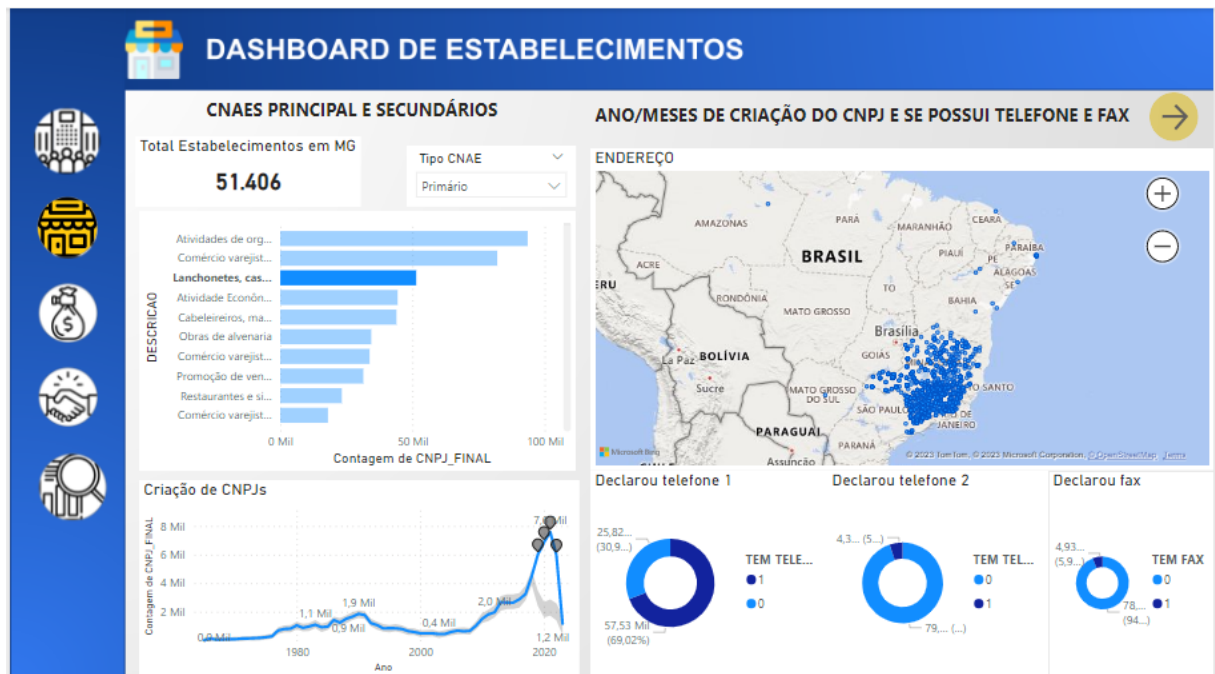 DASHBOARD DE ESTABELECIMENTOS
CNAES PRINCIPAL E SECUNDÁRIOS
Total Estabelecimentos em MG
51.406
Tipo CNAE
Primário
DESCRICAO
Atividades de org...
Comércio varejist...
Lanchonetes, cas...
Atividade Econôn...
Cabeleireiros, ma...
Obras de alvenaria
Comércio varejist...
Promoção de ven...
Restaurantes e si...
Comércio varejist...
0 Mil
50 Mil
100 Mil
Contagem de CNPJ_FINAL
Criação de CNPJs
Contagem de CNPJ_FINAL
8 Mil
6 Mil
4 Mil
2 Mil
0,0 Mil
1,1 Mil
0,9 Mil
1,9 Mil
0,4 Mil
2,0 Mil
1,2 Mil
1980
2000
2020
Ano
ANO/MESES DE CRIAÇÃO DO CNPJ E SE POSSUI TELEFONE E FAX
ENDEREÇO
AMAZONAS
PARÁ
MARANHÃO
CEARÁ
PARAÍBA
PIAUÍ
PE
ALAGOAS
SE
ACRE
BRASIL
ERU
RONDÔNIA
TO
BAHIA
MATO GROSSO
Brasília
La Paz
BOLÍVIA
GOIÁS
Sucre
MATO GROSSO
DO SUL
O SANTO
SÃO PAULO
IO DE
JANEIRO
PARAGUAI
PARANÁ
Assunção
Microsoft Bing
© 2023 TomTom, © 2023 Microsoft Corporation, © OpenStreetMap Terms
Declarou telefone 1
25,82...
(30,9...)
57,53 Mil
(69,02%)
TEM TELE...
1
0
Declarou telefone 2
4,3... (5...)
79,... (...)
TEM TEL...
0
1
Declarou fax
4,93...
(5,9...)
78,...
(94...)
TEM FAX
0
1